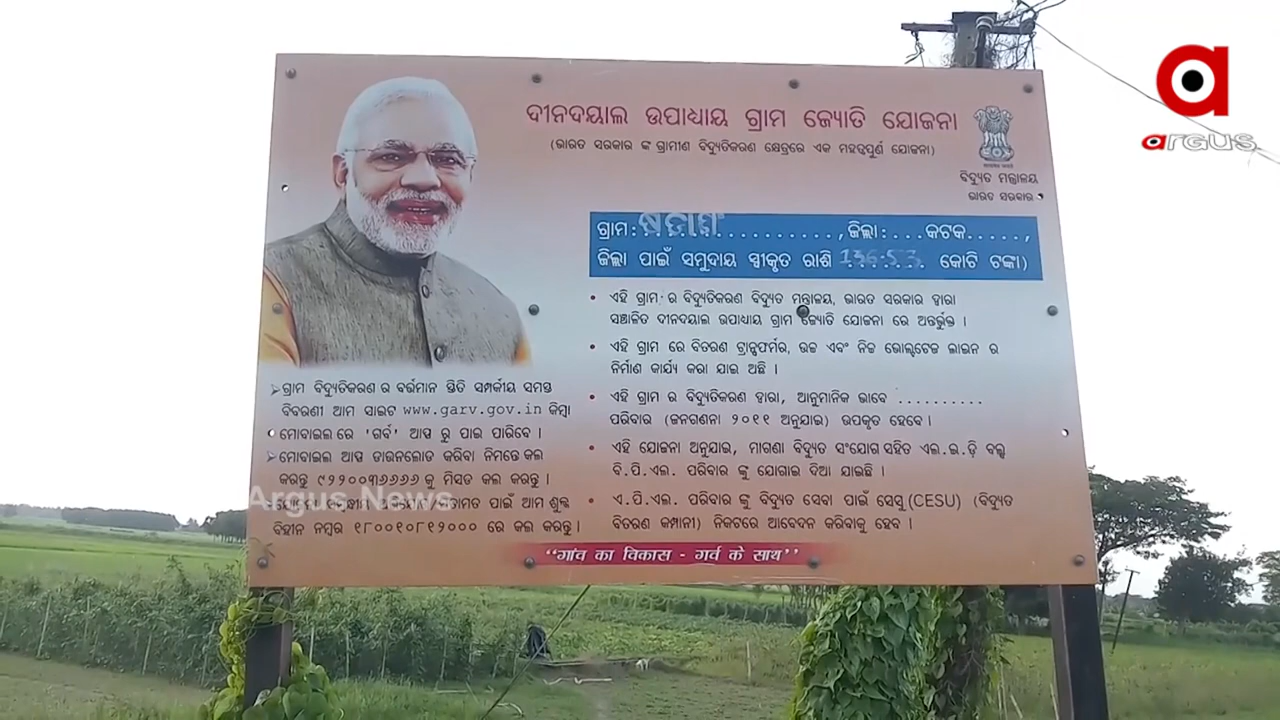 ଦୀନଦୟାଲ ଉପାଧ୍ୟାୟ ଗ୍ରାମ ଜ୍ୟୋତି ଯୋଜନା
(ଭାରତ ସରକାର ଙ୍କ ଗ୍ରାମୀଣ ବିଦ୍ୟୁତିକରଣ କ୍ଷେତ୍ରରେ ଏକ ମହତ୍ୱପୁର୍ଣ ଯୋଜନା)
ବିଦ୍ୟୁତ ମନ୍ତ୍ରାଳୟ
ଭାରତ ସରକାର
ଗ୍ରାମ:...........,ଜିଲ୍ଲା:...କଟକ.....,
ଜିଲ୍ଲା ପାଇଁ ସମୁଦାୟ ସ୍ୱୀକୃତ ରାଶି 136.53 କୋଟି ଟଙ୍କା)
• ଏହି ଗ୍ରାମ ର ବିଦ୍ୟୁତିକରଣ ବିଦ୍ୟୁତ ମନ୍ତ୍ରାଳୟ, ଭାରତ ସରକାର ଦ୍ୱାରା
ସଞ୍ଚାଳିତ ଦୀନଦୟାଲ ଉପାଧ୍ୟାୟ ଗ୍ରାମ ଜ୍ୟୋତି ଯୋଜନା ରେ ଅନ୍ତର୍ଭୁକ୍ତ ।
• ଏହି ଗ୍ରାମ ରେ ବିତରଣ ଟ୍ରାନ୍ସଫର୍ମର, ଉଚ୍ଚ ଏବଂ ନିଚ୍ଚ ଭୋଲ୍ଟେଜ ଲାଇନ ର
ନିର୍ମାଣ କାର୍ଯ୍ୟ କରା ଯାଇ ଅଛି ।
• ଏହି ଗ୍ରାମ ର ବିଦ୍ୟୁତିକରଣ ଦ୍ୱାରା, ଆନୁମାନିକ ଭାବେ ..........
ପରିବାର (ଜନଗଣନା ୨୦୧୧ ଅନୁଯାଇ) ଉପକୃତ ହେବେ ।
• ଏହି ଯୋଜନା ଅନୁଯାଇ, ମାଗଣା ବିଦ୍ୟୁତ ସଂଯୋଗ ସହିତ ଏଲ.ଇ.ଡ଼ି ବଲ୍ବ
ବି.ପି.ଏଲ. ପରିବାର ଙ୍କୁ ଯୋଗାଇ ଦିଆ ଯାଇଛି ।
• ଏ.ପି.ଏଲ. ପରିବାର ଙ୍କୁ ବିଦ୍ୟୁତ ସେବା ପାଇଁ ସେସୁ (CESU) (ବିଦ୍ୟୁତ
ବିତରଣ କମ୍ପାନୀ) ନିକଟରେ ଆବେଦନ କରିବାକୁ ହେବ ।
➢ ଗ୍ରାମ ବିଦ୍ୟୁତିକରଣ ର ବର୍ତ୍ତମାନ ସ୍ଥିତି ସମ୍ପର୍କୀୟ ସମସ୍ତ
ବିବରଣୀ ଆମ ସାଇଟ www.garv.gov.in କିମ୍ବା
ମୋବାଇଲ ରେ 'ଗର୍ବ' ଆପ୍ ରୁ ପାଇ ପାରିବେ ।
➢ ମୋବାଇଲ ଆପ୍ ଡାଉନଲୋଡ କରିବା ନିମନ୍ତେ କଲ
କରନ୍ତୁ ୯୨୨୦୦୩୬୬୬୬ କୁ ମିସଡ କଲ କରନ୍ତୁ ।
ମତାମତ ପାଇଁ ଆମ ଶୁଳ୍କ
ବିହୀନ ନମ୍ବର ୧୮୦୦୧୦୮୧୨୦୦୦ ରେ କଲ କରନ୍ତୁ ।
“गांव का विकास - गर्व के साथ”
argus
Argus News